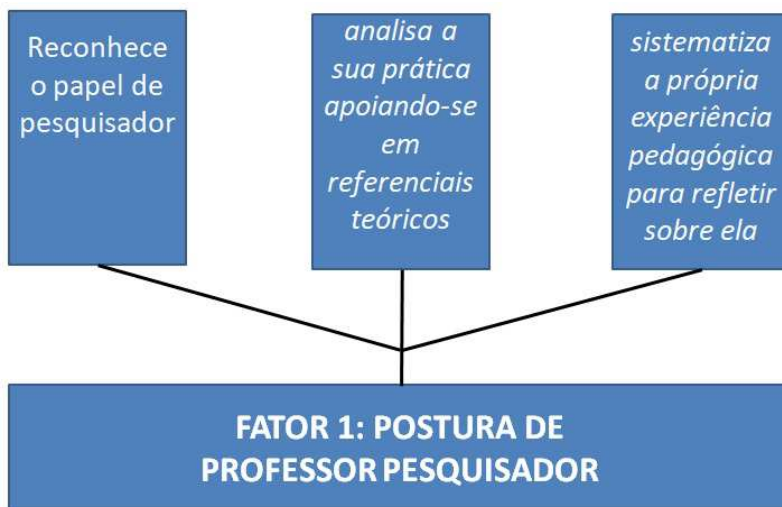 Reconhece
o papel de
pesquisador
analisa a
sua prática
apoiando-se
em
referenciais
teóricos
sistematiza
a própria
experiência
pedagógica
para refletir
sobre ela
FATOR 1: POSTURA DE
PROFESSOR PESQUISADOR